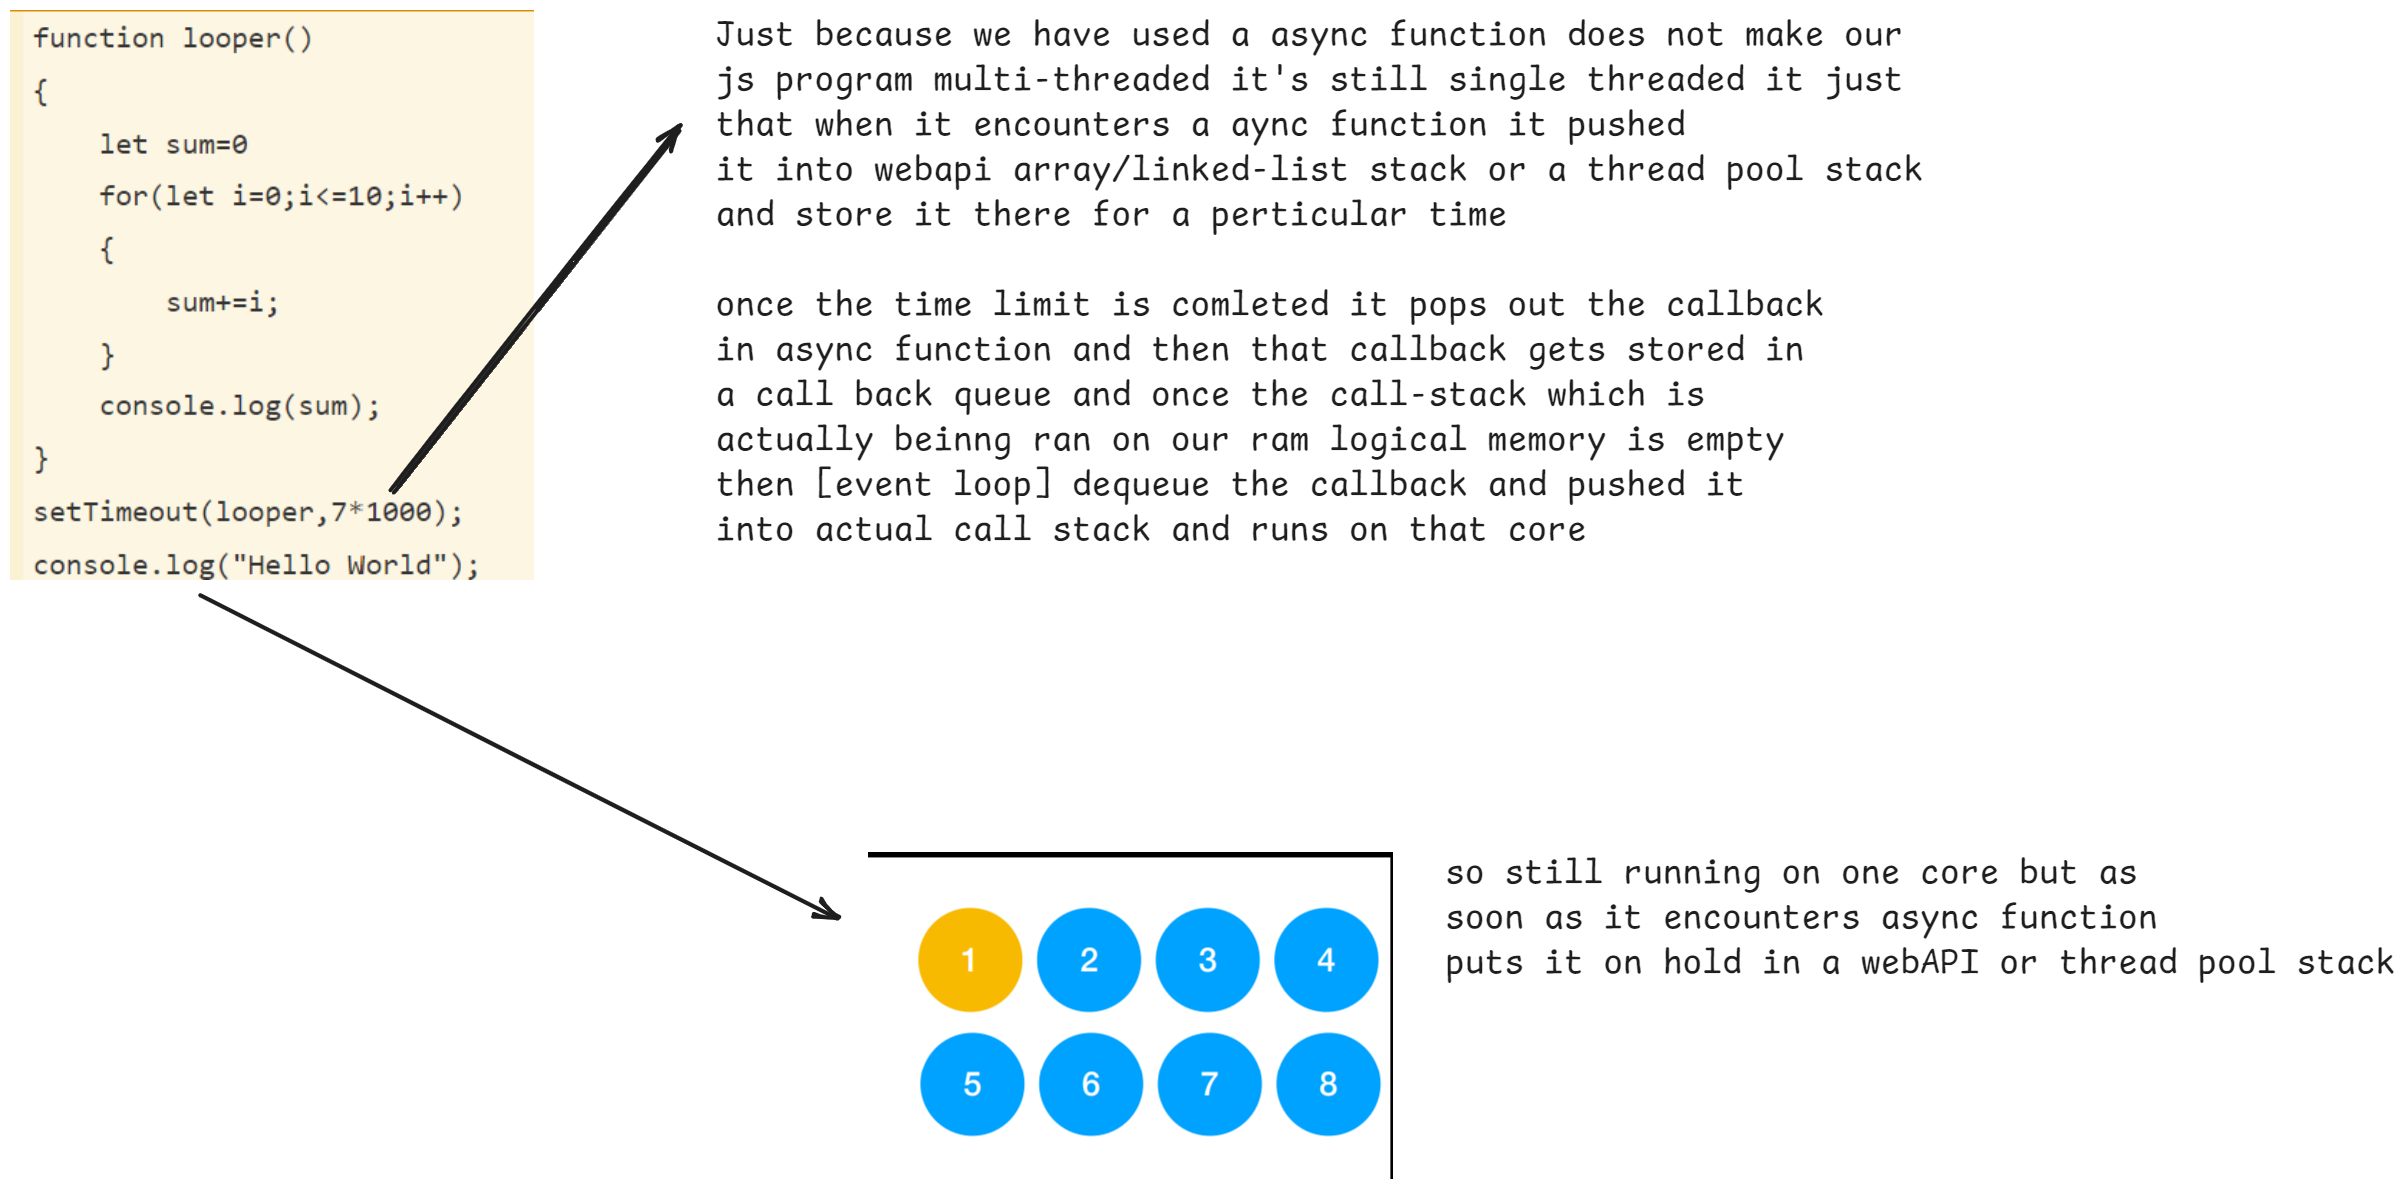 function looper()
{
let sum=0
for(let i=0;i<=10;i++)
{
sum+=i;
}
console.log(sum);
}
setTimeout(looper,7*1000);
console.log("Hello World");
Just because we have used a async function does not make our
js program multi-threaded it's still single threaded it just
that when it encounters a aync function it pushed
it into webapi array/linked-list stack or a thread pool stack
and store it there for a perticular time
once the time limit is comleted it pops out the callback
in async function and then that callback gets stored in
a call back queue and once the call-stack which is
actually beinng ran on our ram logical memory is empty
then [event loop] dequeue the callback and pushed it
into actual call stack and runs on that core
1 2 3 4
5 6 7 8
so still running on one core but as
soon as it encounters async function
puts it on hold in a webAPI or thread pool stack